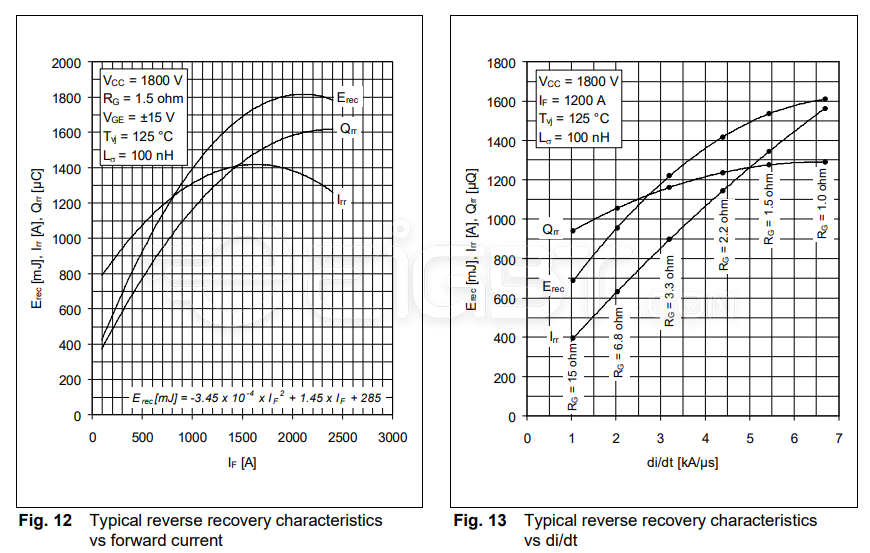 2000
1800
1600
1400
1200
1000
800
600
400
200
0
Erec [mJ], Irr [A], Qrr [µC]
VCC = 1800 V
RG = 1.5 ohm
VGE = ±15 V
Tvj = 125 °C
Lσ = 100 nH
Erec
Qrr
Irr
E rec [mJ] = -3.45 x 10⁻⁴ x I F ² + 1.45 x I F + 285
0 500 1000 1500 2000 2500 3000
IF [A]
Fig. 12 Typical reverse recovery characteristics
vs forward current
1800
1600
1400
1200
1000
800
600
400
200
0
Erec [mJ], Irr [A], Qrr [µQ]
VCC = 1800 V
IF = 1200 A
Tvj = 125 °C
Lσ = 100 nH
Qrr
Erec
Irr
RG = 15 ohm
RG = 6.8 ohm
RG = 3.3 ohm
RG = 2.2 ohm
RG = 1.5 ohm
RG = 1.0 ohm
0 1 2 3 4 5 6 7
di/dt [kA/µs]
Fig. 13 Typical reverse recovery characteristics
vs di/dt